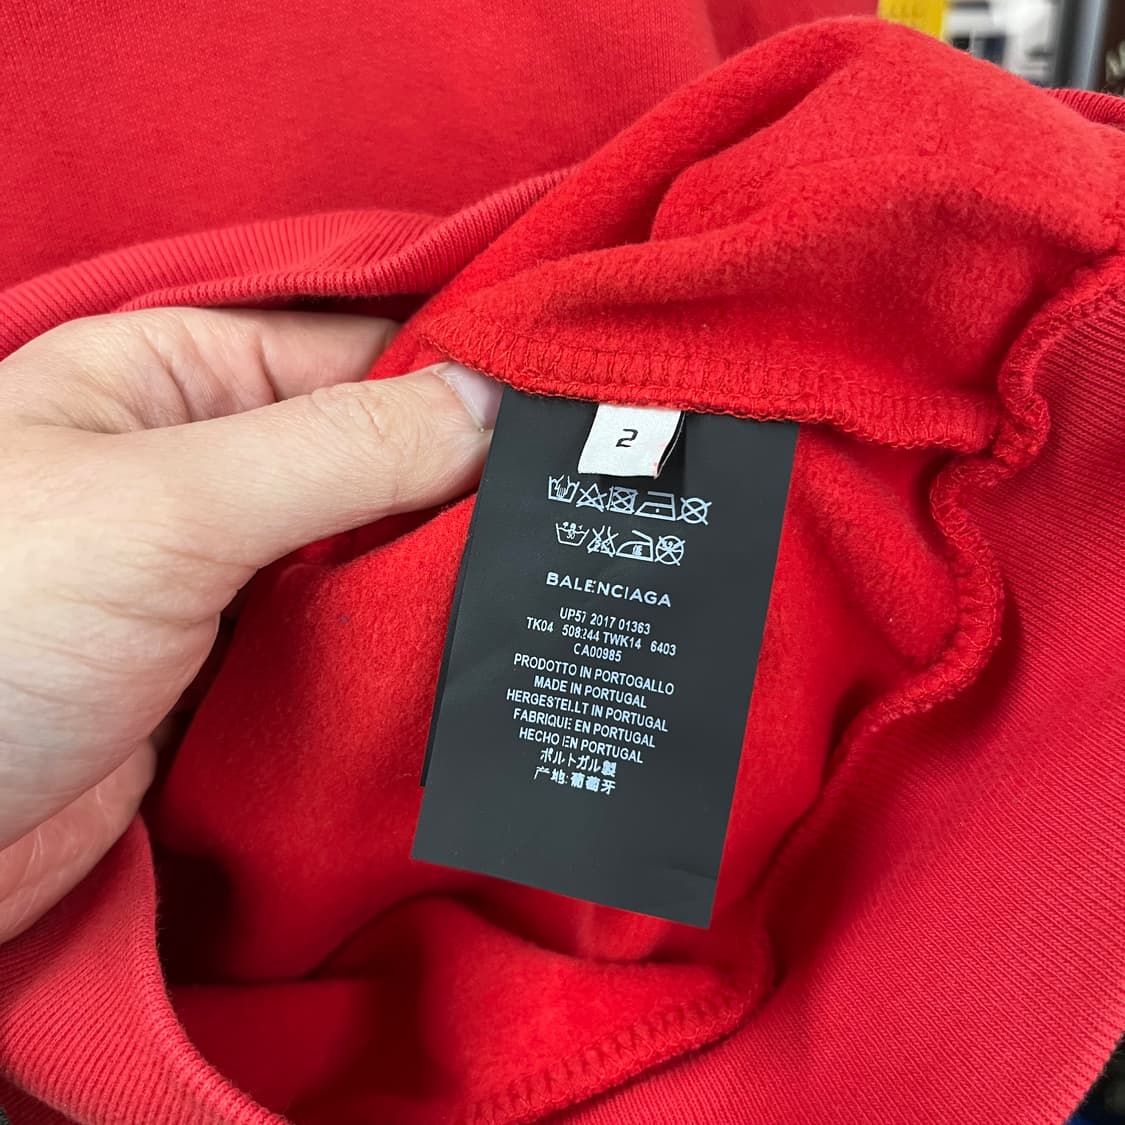 2
30
BALENCIAGA
UP57 2017 01363
TK04 508244 TWK14 6403
CA00985
PRODOTTO IN PORTOGALLO
MADE IN PORTUGAL
HERGESTELLT IN PORTUGAL
FABRIQUE EN PORTUGAL
HECHO EN PORTUGAL
ポルトガル製
产地:葡萄牙